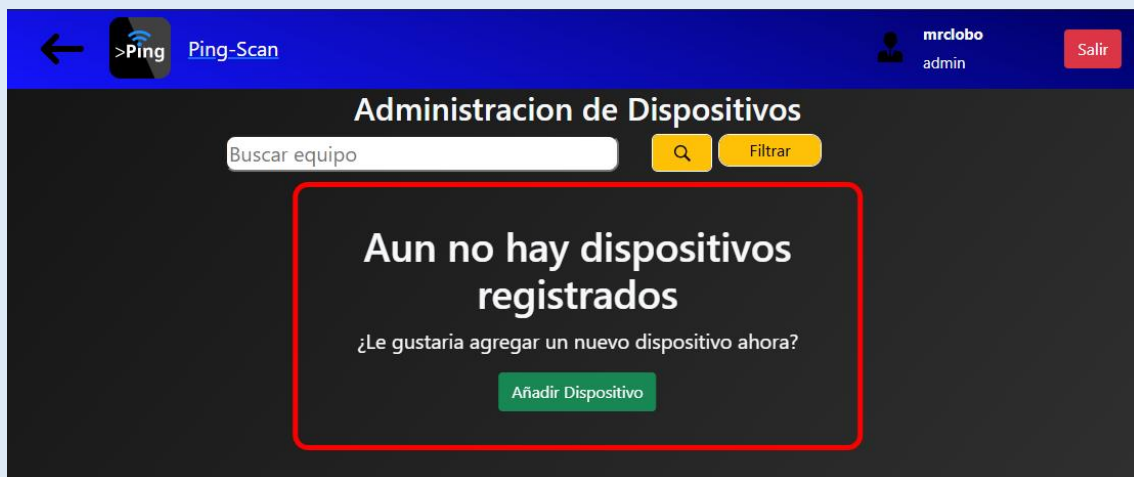 >Ping
Ping-Scan
mrclobo
admin
Salir
Administracion de Dispositivos
Buscar equipo
Filtrar
Aun no hay dispositivos
registrados
¿Le gustaria agregar un nuevo dispositivo ahora?
Añadir Dispositivo